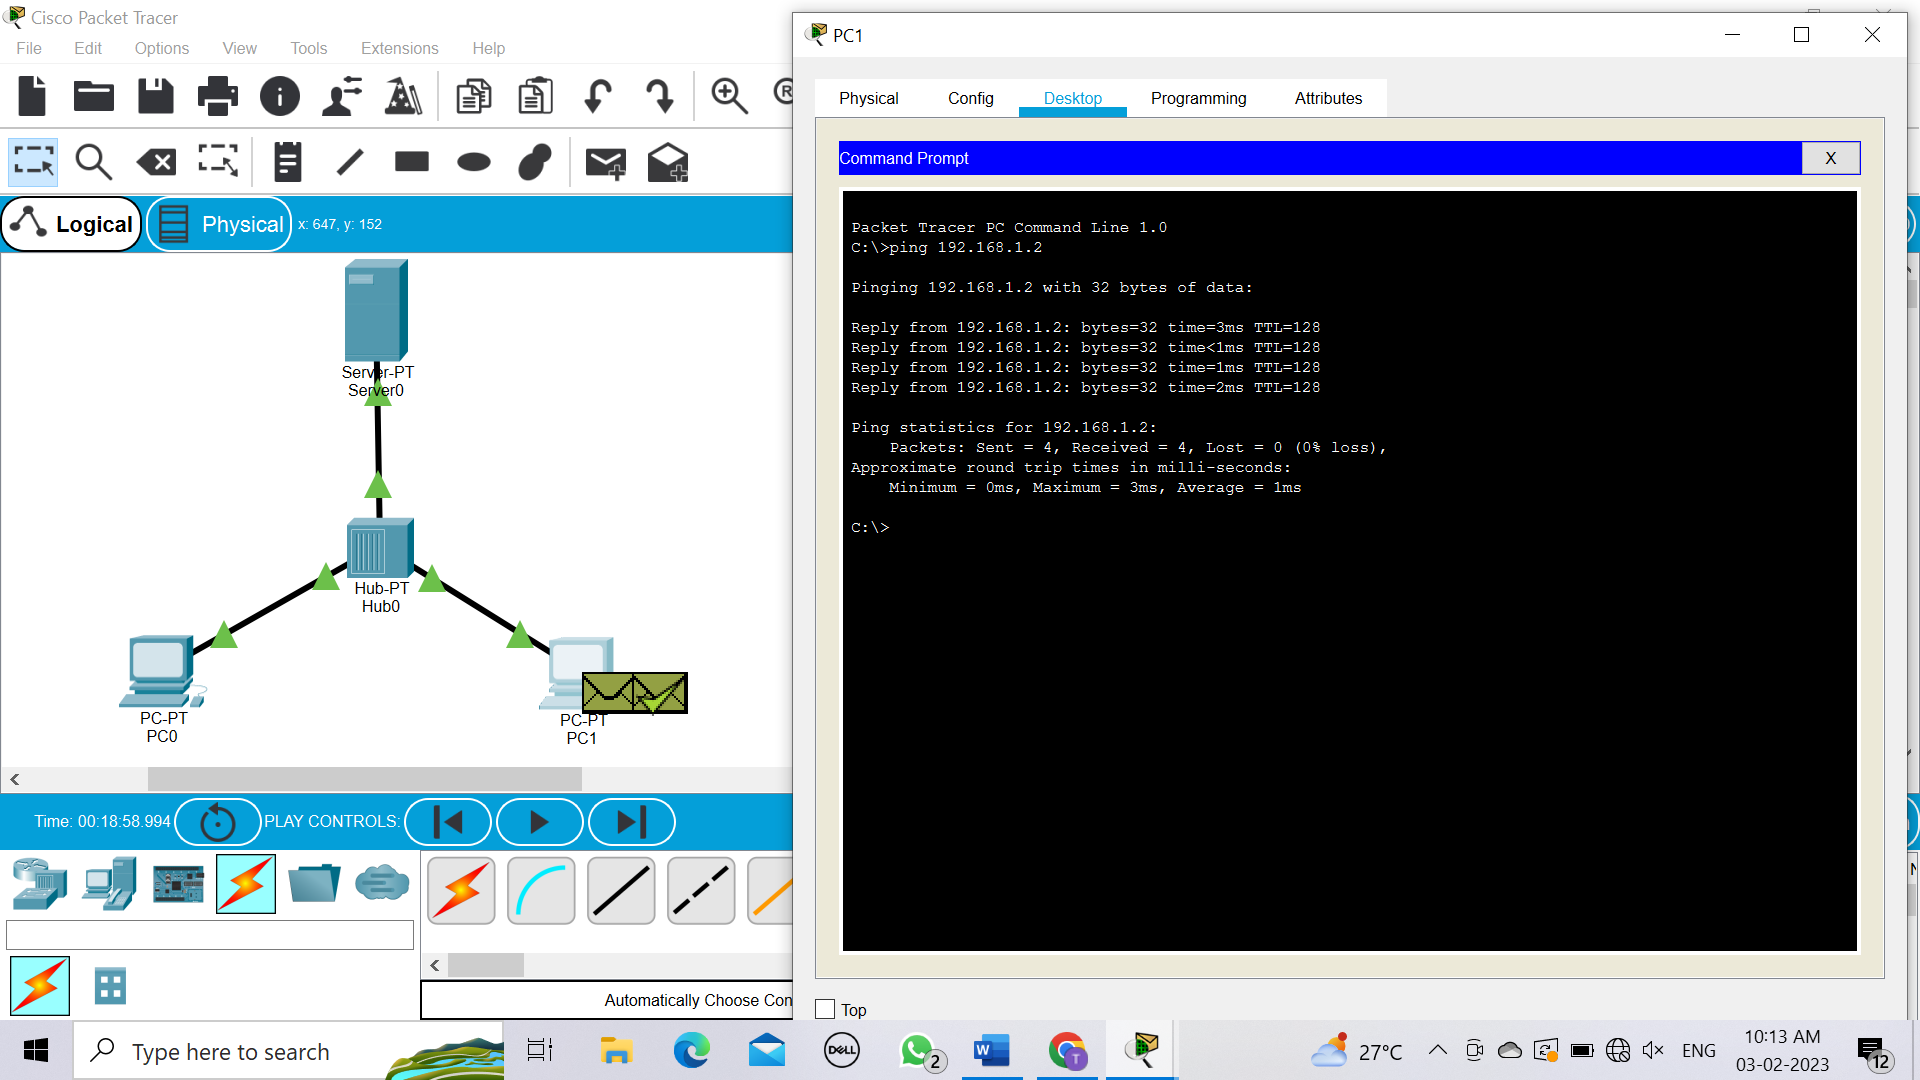 Cisco Packet Tracer
File Edit Options View Tools Extensions Help
Logical
Physical
x: 647, y: 152
Server-PT
Server0
Hub-PT
Hub0
PC-PT
PC0
PC-PT
PC1
Time: 00:18:58.994
PLAY CONTROLS:
Automatically Choose Con
PC1
Physical Config Desktop Programming Attributes
Command Prompt
X
Packet Tracer PC Command Line 1.0
C:\>ping 192.168.1.2
Pinging 192.168.1.2 with 32 bytes of data:
Reply from 192.168.1.2: bytes=32 time=3ms TTL=128
Reply from 192.168.1.2: bytes=32 time<1ms TTL=128
Reply from 192.168.1.2: bytes=32 time=1ms TTL=128
Reply from 192.168.1.2: bytes=32 time=2ms TTL=128
Ping statistics for 192.168.1.2:
Packets: Sent = 4, Received = 4, Lost = 0 (0% loss),
Approximate round trip times in milli-seconds:
Minimum = 0ms, Maximum = 3ms, Average = 1ms
C:\>
Top
Type here to search
DELL
2
W
T
27°C
ENG
10:13 AM
03-02-2023
12